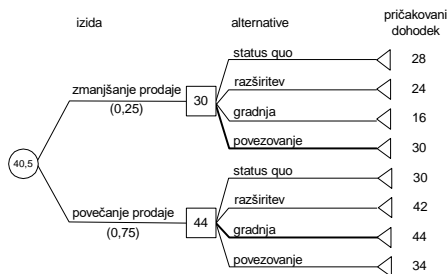 izida alternative pričakovani
dohodek
status quo 28
razširitev 24
zmanjšanje prodaje 30
(0,25)
gradnja 16
povezovanje 30
40,5
status quo 30
razširitev 42
povečanje prodaje 44
(0,75)
gradnja 44
povezovanje 34